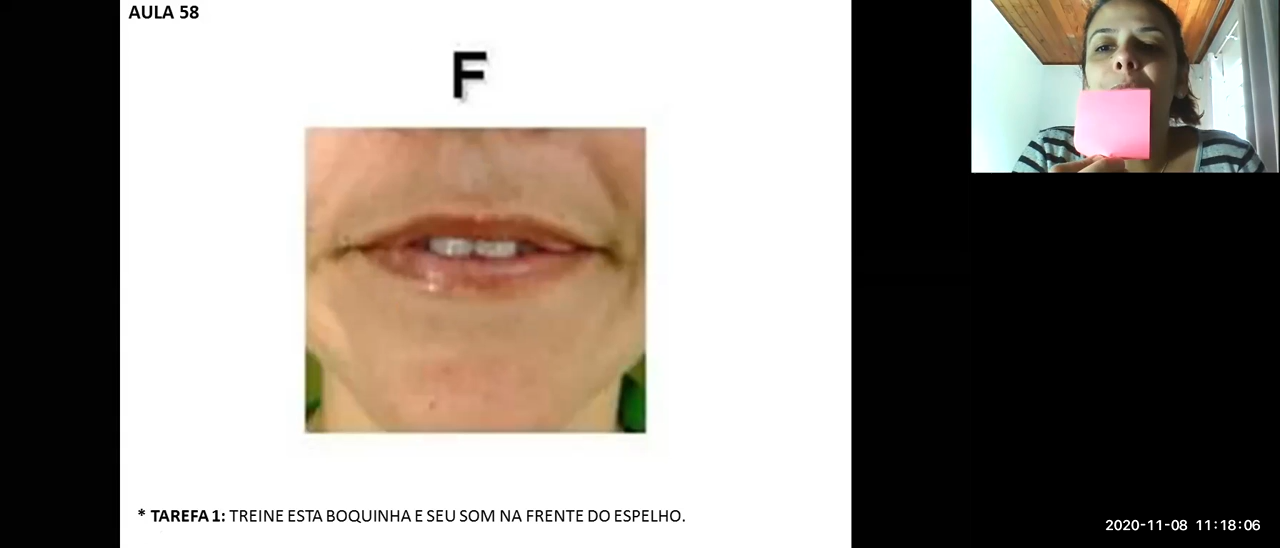 AULA 58
F
* TAREFA 1: TREINE ESTA BOQUINHA E SEU SOM NA FRENTE DO ESPELHO.
2020-11-08 11:18:06